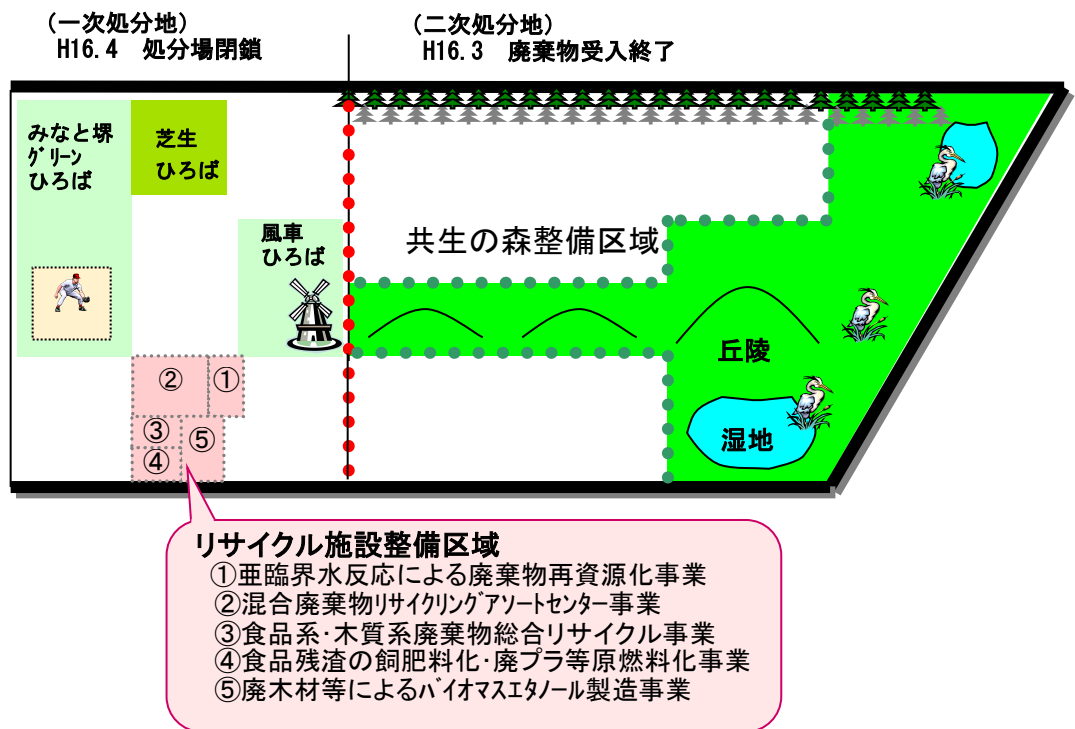 (一次処分地)
H16.4 処分場閉鎖
(二次処分地)
H16.3 廃棄物受入終了
みなと堺
グリーン
ひろば
芝生
ひろば
風車
ひろば
共生の森整備区域
丘陵
湿地
②
①
③
⑤
④
リサイクル施設整備区域
①亜臨界水反応による廃棄物再資源化事業
②混合廃棄物リサイクリングアソートセンター事業
③食品系・木質系廃棄物総合リサイクル事業
④食品残渣の飼肥料化・廃プラ等原燃料化事業
⑤廃木材等によるバイオマスエタノール製造事業